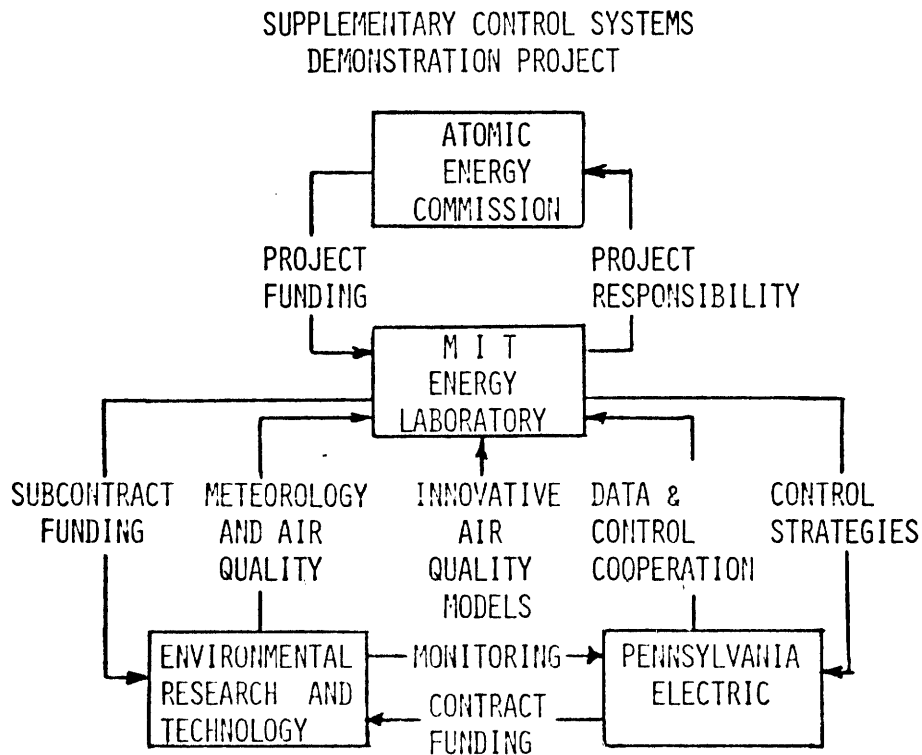 SUPPLEMENTARY CONTROL SYSTEMS
DEMONSTRATION PROJECT
ATOMIC
ENERGY
COMMISSION
PROJECT
FUNDING
PROJECT
RESPONSIBILITY
M I T
ENERGY
LABORATORY
SUBCONTRACT
FUNDING
METEOROLOGY
AND AIR
QUALITY
INNOVATIVE
AIR
QUALITY
MODELS
DATA &
CONTROL
COOPERATION
CONTROL
STRATEGIES
ENVIRONMENTAL
RESEARCH AND
TECHNOLOGY
MONITORING
CONTRACT
FUNDING
PENNSYLVANIA
ELECTRIC